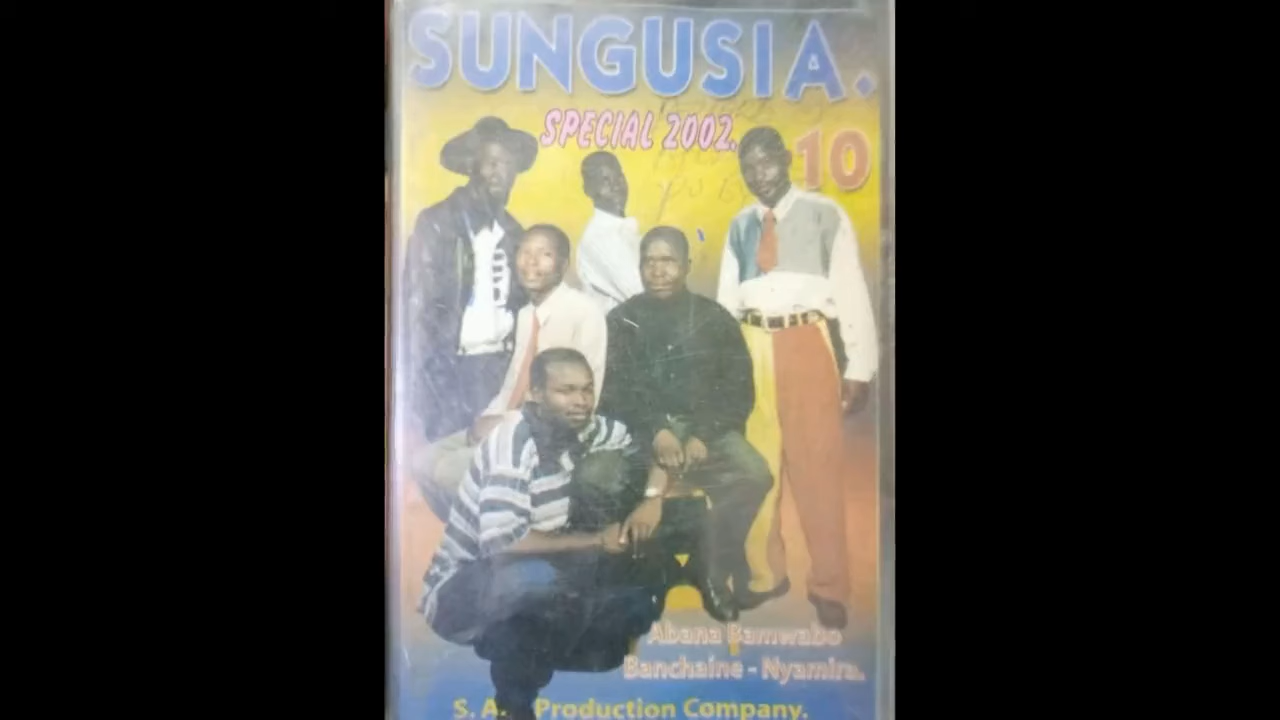 SUNGUSIA.
SPECIAL 2002.
10
Abana Bamwabo
Banchaine - Nyamira.
S. A. Production Company.